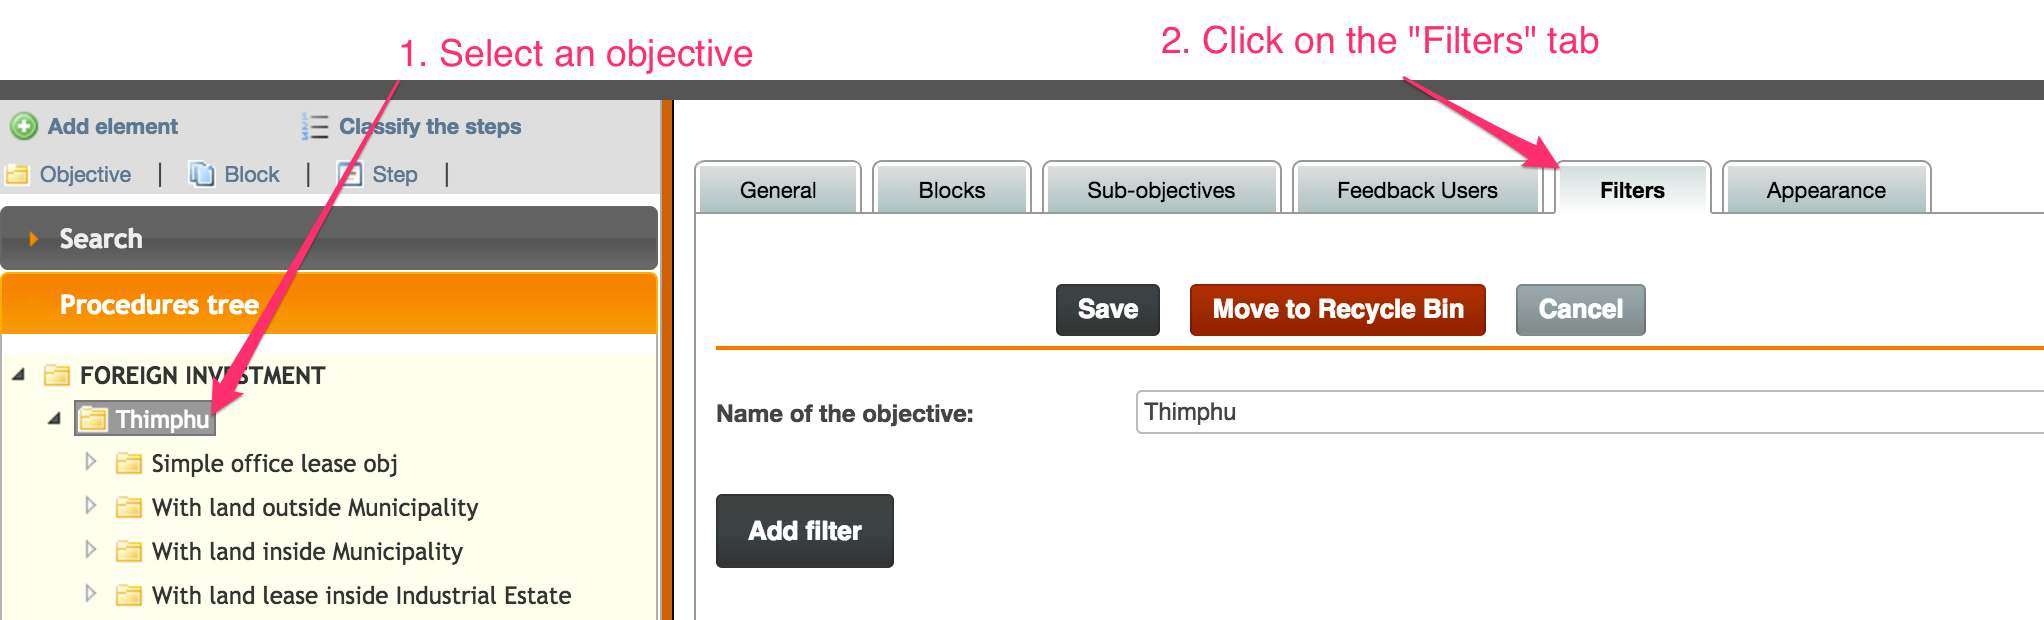 1. Select an objective
2. Click on the "Filters" tab
Add element
Classify the steps
Objective | Block | Step |
Search
Procedures tree
FOREIGN INVESTMENT
Thimphu
Simple office lease obj
With land outside Municipality
With land inside Municipality
With land lease inside Industrial Estate
General
Blocks
Sub-objectives
Feedback Users
Filters
Appearance
Save
Move to Recycle Bin
Cancel
Name of the objective:
Thimphu
Add filter